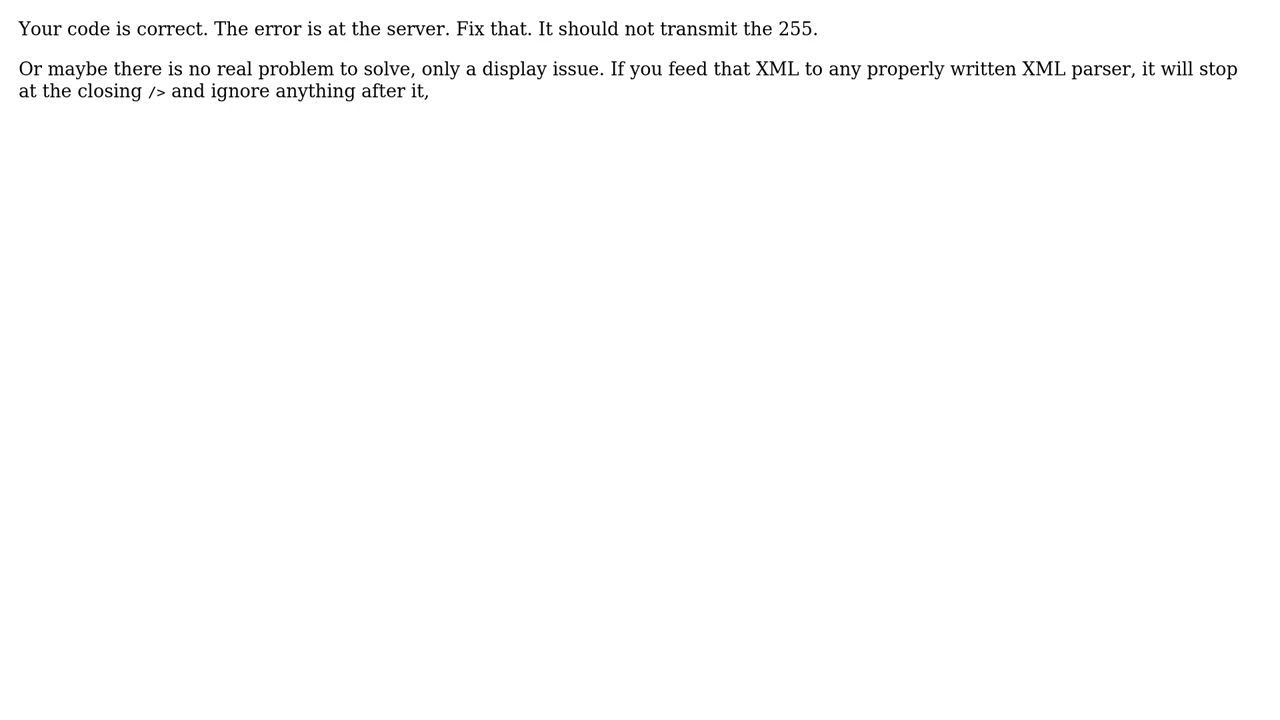 Your code is correct. The error is at the server. Fix that. It should not transmit the 255.
Or maybe there is no real problem to solve, only a display issue. If you feed that XML to any properly written XML parser, it will stop
at the closing /> and ignore anything after it,